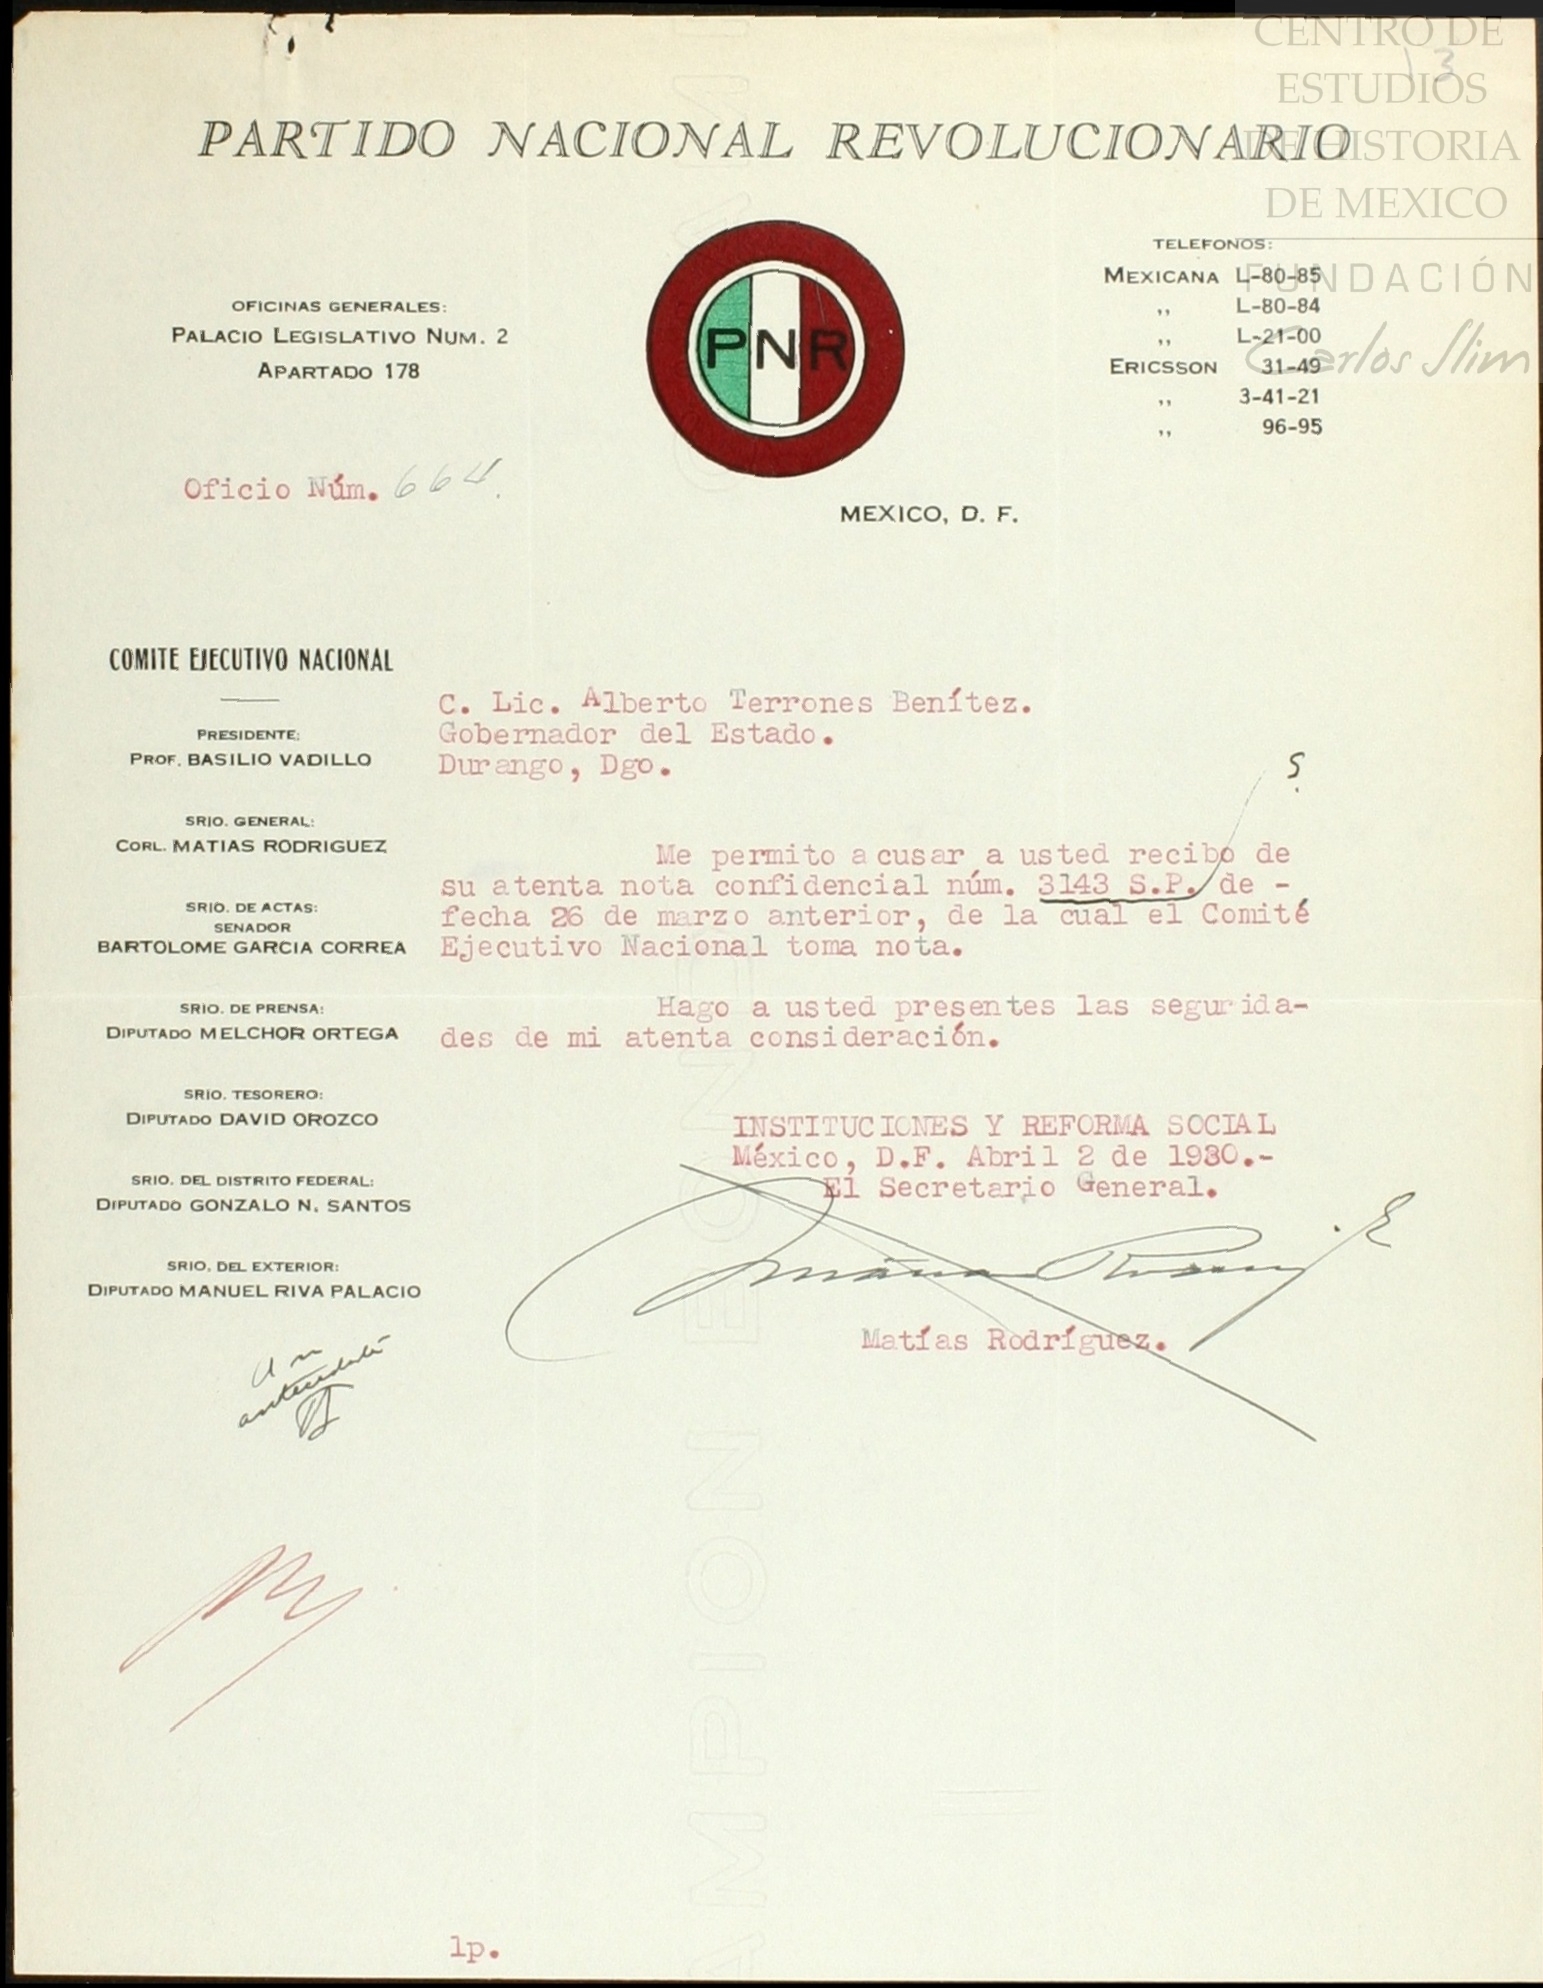 CENTRO DE
ESTUDIOS
DE HISTORIA
DE MEXICO
FUNDACIÓN
Carlos Slim
13
PARTIDO NACIONAL REVOLUCIONARIO
OFICINAS GENERALES:
PALACIO LEGISLATIVO NUM. 2
APARTADO 178
PNR
TELEFONOS:
MEXICANA L-80-85
,, L-80-84
,, L-21-00
ERICSSON 31-49
,, 3-41-21
,, 96-95
Oficio Núm. 664.
MEXICO, D. F.
COMITE EJECUTIVO NACIONAL
PRESIDENTE:
PROF. BASILIO VADILLO
SRIO. GENERAL:
CORL. MATIAS RODRIGUEZ
SRIO. DE ACTAS:
SENADOR
BARTOLOME GARCIA CORREA
SRIO. DE PRENSA:
DIPUTADO MELCHOR ORTEGA
SRIO. TESORERO:
DIPUTADO DAVID OROZCO
SRIO. DEL DISTRITO FEDERAL:
DIPUTADO GONZALO N. SANTOS
SRIO. DEL EXTERIOR:
DIPUTADO MANUEL RIVA PALACIO
C. Lic. Alberto Terrones Benítez.
Gobernador del Estado.
Durango, Dgo.
Me permito acusar a usted recibo de
su atenta nota confidencial núm. 3143 S.P. de -
fecha 26 de marzo anterior, de la cual el Comité
Ejecutivo Nacional toma nota.
Hago a usted presentes las segurida-
des de mi atenta consideración.
INSTITUCIONES Y REFORMA SOCIAL
México, D.F. Abril 2 de 1930.-
El Secretario General.
Matías Rodríguez.
lp.